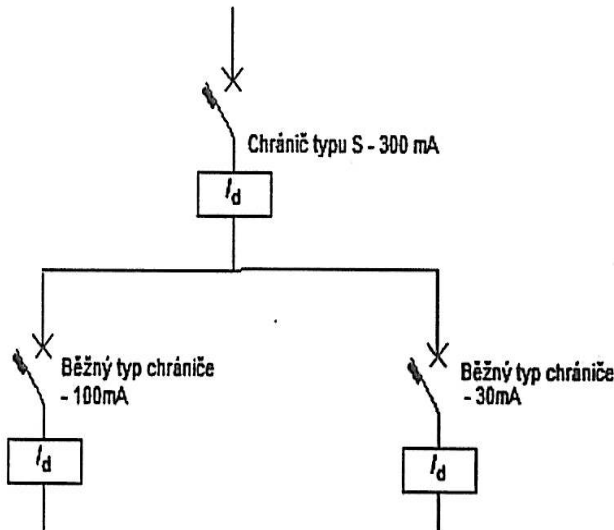 Chránič typu S - 300 mA
Id
Běžný typ chrániče
- 100mA
Běžný typ chrániče
- 30mA
Id
Id